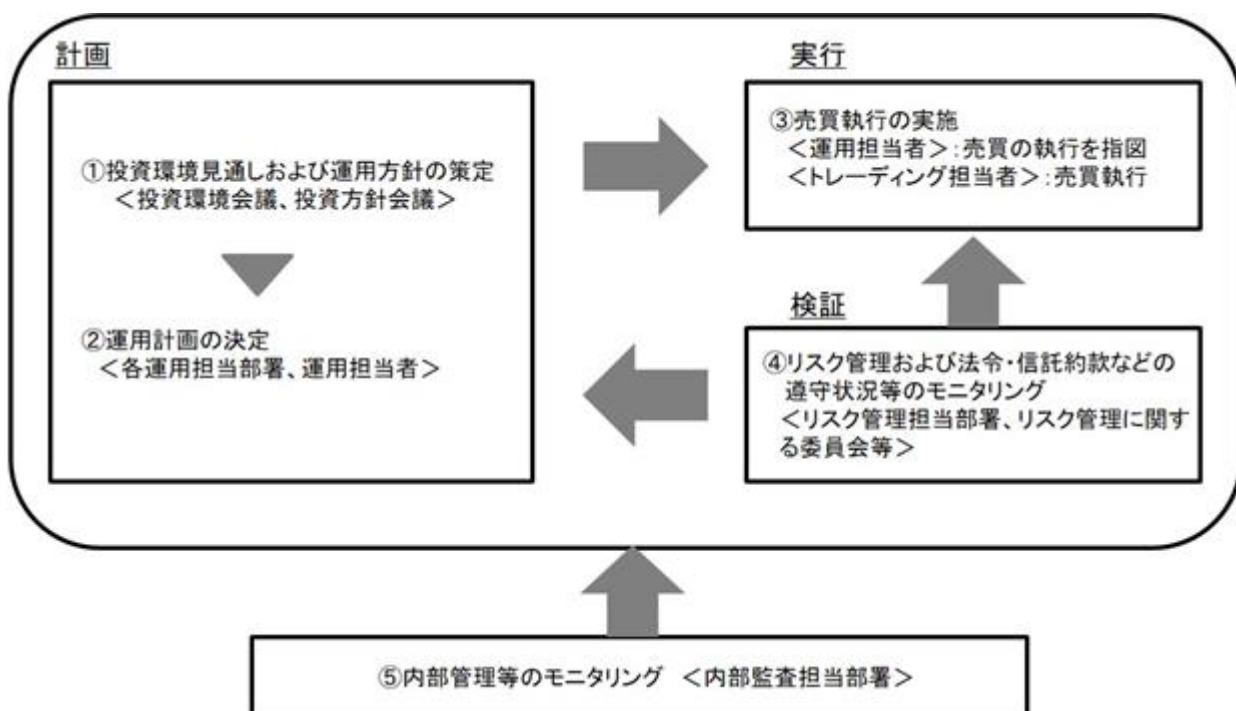 計画
①投資環境見通しおよび運用方針の策定
＜投資環境会議、投資方針会議＞
②運用計画の決定
＜各運用担当部署、運用担当者＞
実行
③売買執行の実施
＜運用担当者＞：売買の執行を指図
＜トレーディング担当者＞：売買執行
検証
④リスク管理および法令・信託約款などの
遵守状況等のモニタリング
＜リスク管理担当部署、リスク管理に関す
る委員会等＞
⑤内部管理等のモニタリング ＜内部監査担当部署＞